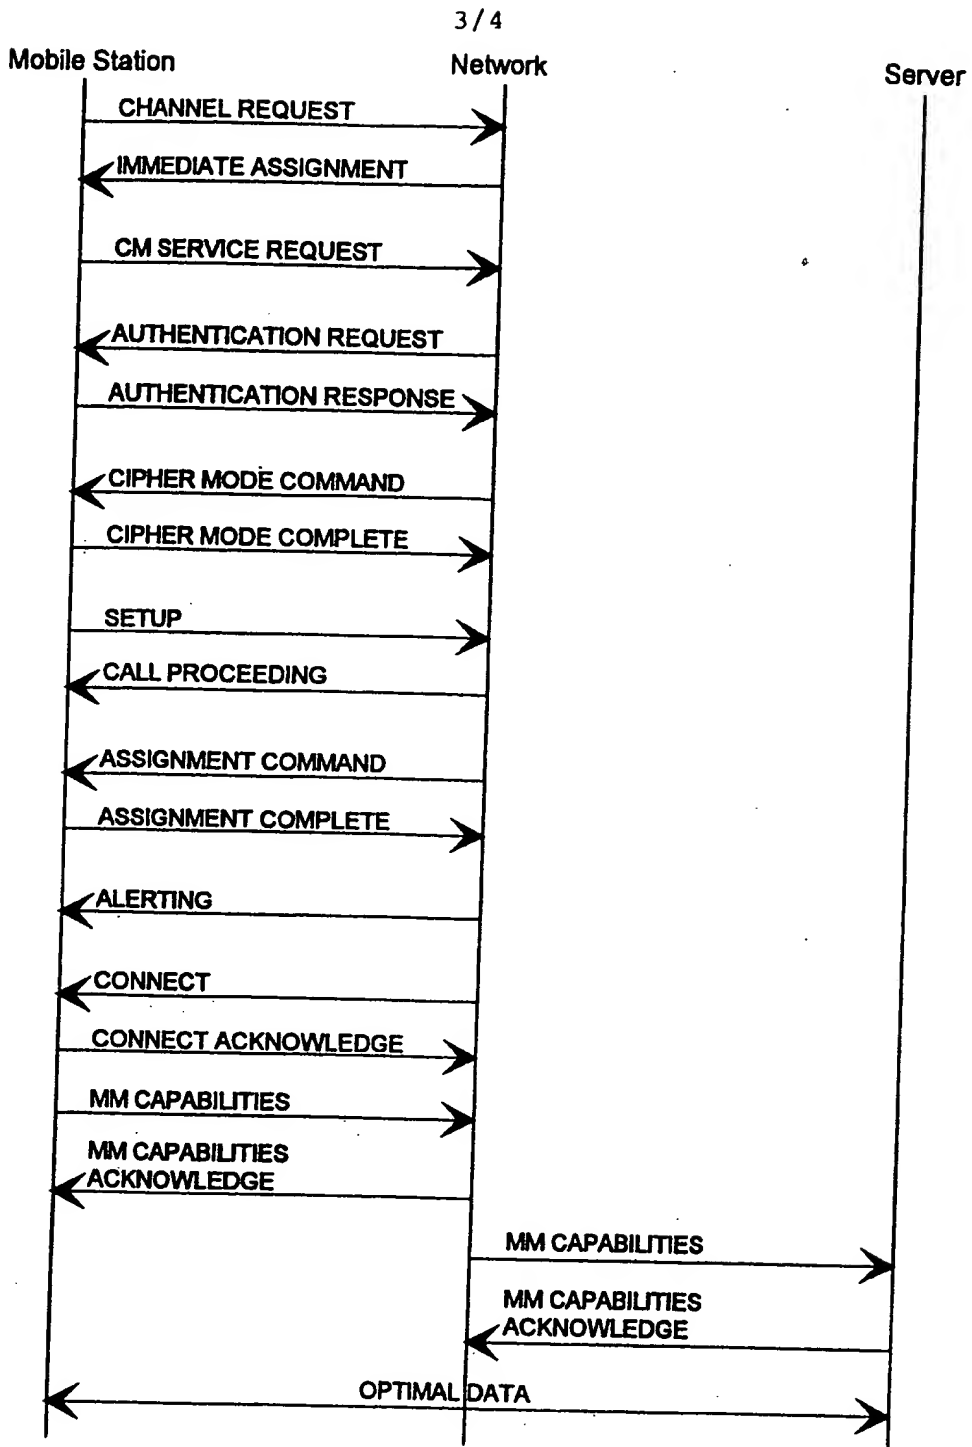 3/4
Mobile Station
Network
Server
CHANNEL REQUEST
IMMEDIATE ASSIGNMENT
CM SERVICE REQUEST
AUTHENTICATION REQUEST
AUTHENTICATION RESPONSE
CIPHER MODE COMMAND
CIPHER MODE COMPLETE
SETUP
CALL PROCEEDING
ASSIGNMENT COMMAND
ASSIGNMENT COMPLETE
ALERTING
CONNECT
CONNECT ACKNOWLEDGE
MM CAPABILITIES
MM CAPABILITIES
ACKNOWLEDGE
MM CAPABILITIES
MM CAPABILITIES
ACKNOWLEDGE
OPTIMAL DATA